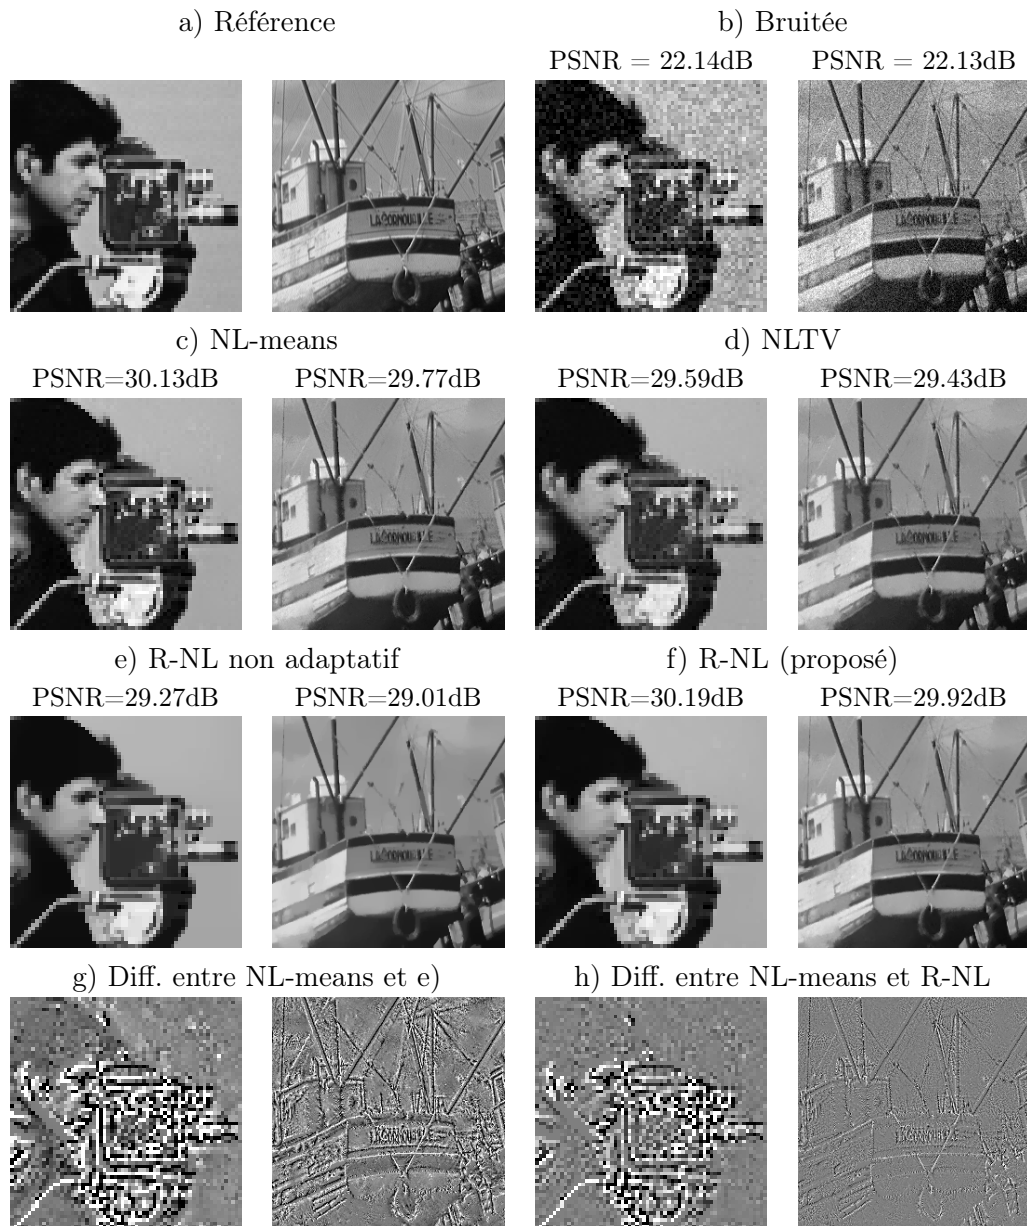 a) Référence
b) Bruitée
PSNR = 22.14dB
PSNR = 22.13dB
c) NL-means
d) NLTV
PSNR=30.13dB
PSNR=29.77dB
PSNR=29.59dB
PSNR=29.43dB
e) R-NL non adaptatif
f) R-NL (proposé)
PSNR=29.27dB
PSNR=29.01dB
PSNR=30.19dB
PSNR=29.92dB
g) Diff. entre NL-means et e)
h) Diff. entre NL-means et R-NL